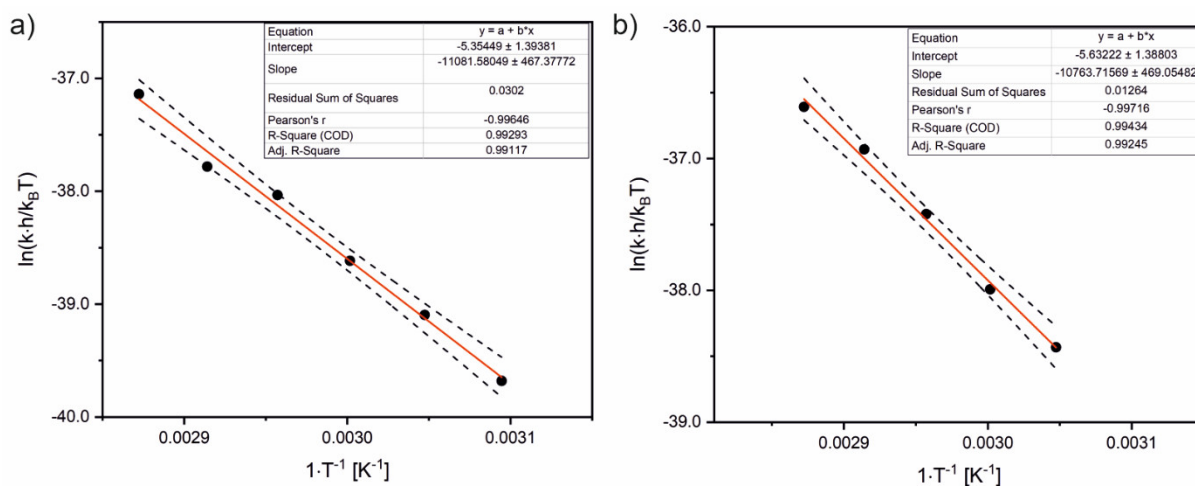 a)
Equation y = a + b*x
Intercept -5.35449 ± 1.39381
Slope -11081.58049 ± 467.37772
Residual Sum of Squares 0.0302
Pearson's r -0.99646
R-Square (COD) 0.99293
Adj. R-Square 0.99117
ln(k·h/k_BT)
-37.0
-38.0
-39.0
-40.0
0.0029 0.0030 0.0031
1·T⁻¹ [K⁻¹]
b)
Equation y = a + b*x
Intercept -5.63222 ± 1.38803
Slope -10763.71569 ± 469.05482
Residual Sum of Squares 0.01264
Pearson's r -0.99716
R-Square (COD) 0.99434
Adj. R-Square 0.99245
ln(k·h/k_BT)
-36.0
-37.0
-38.0
-39.0
0.0029 0.0030 0.0031
1·T⁻¹ [K⁻¹]